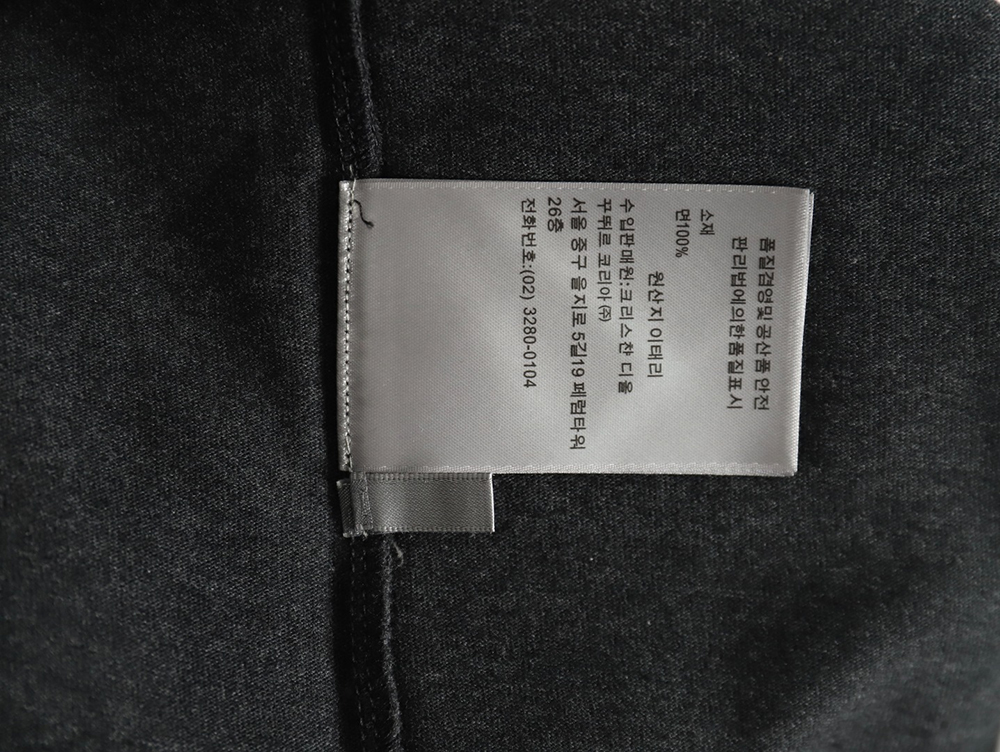 품질경영및 공산품 안전
판리법에의한품질표시
소재
면100%
원산지 이태리
수입판매원:크리스챤 디올
꾸뛰르 코리아㈜
서울 중구 을지로5길19 페럼타워
26층
전화번호:(02) 3280-0104